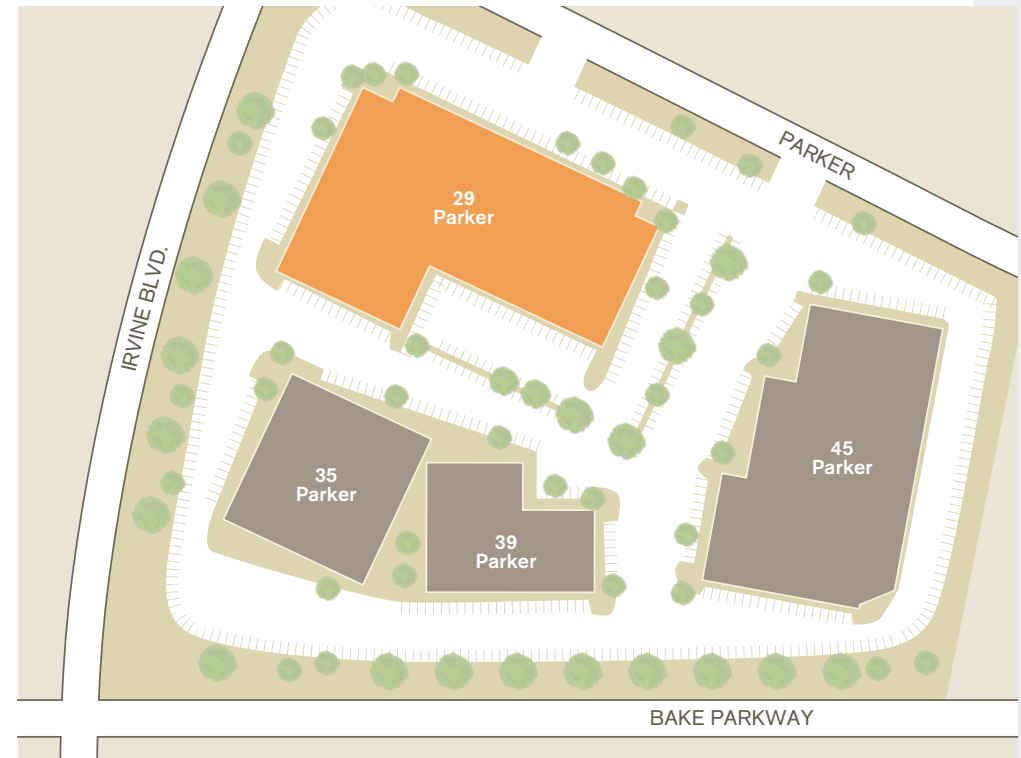 PARKER
29
Parker
IRVINE BLVD.
45
Parker
35
Parker
39
Parker
BAKE PARKWAY